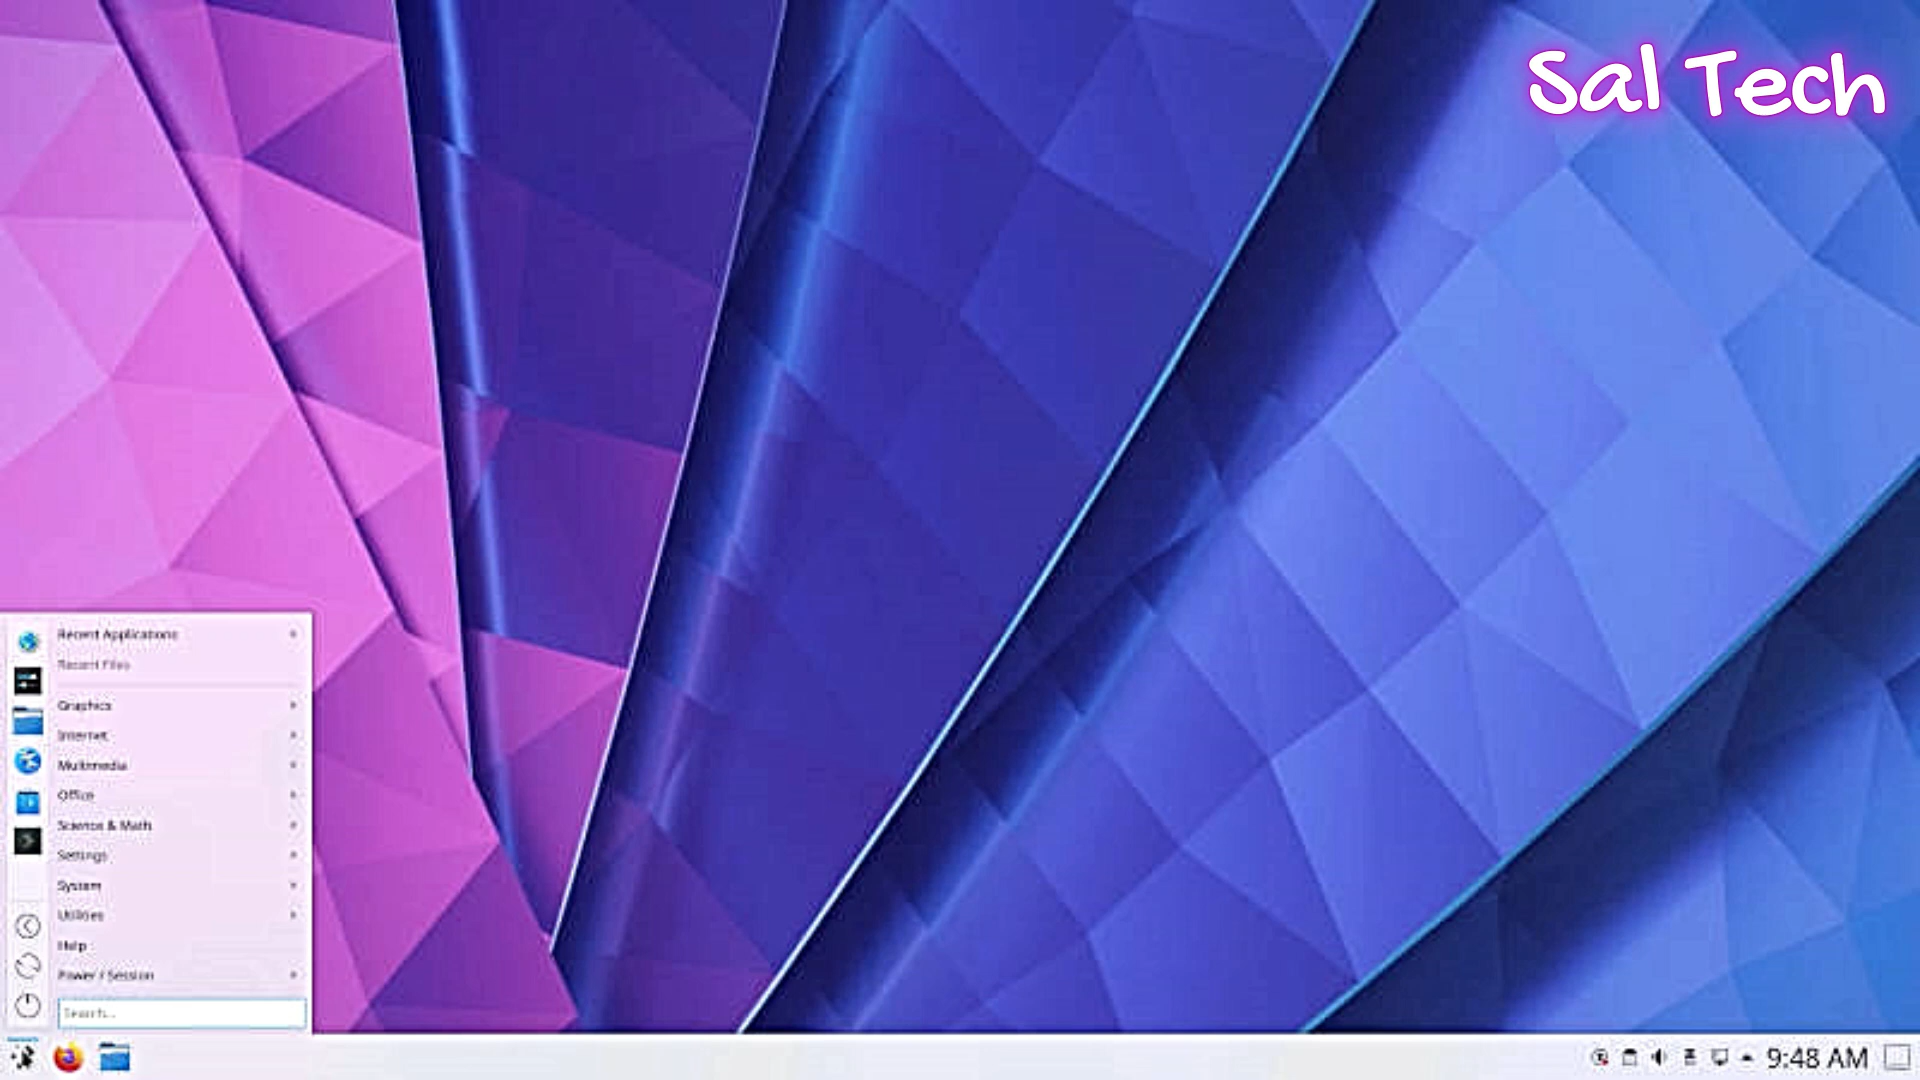 Sal Tech
Recent Applications
Recent Files
Graphics
Internet
Multimedia
Office
Science & Math
Settings
System
Utilities
Help
Power / Session
Search...
9:48 AM